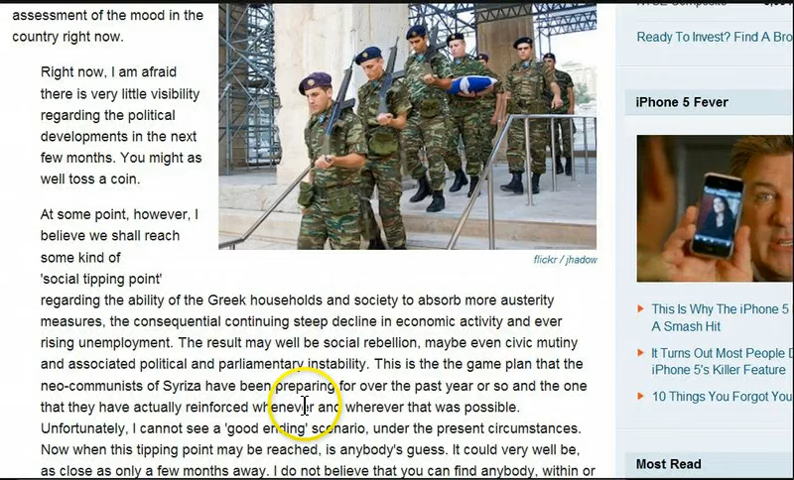 assessment of the mood in the
country right now.
Right now, I am afraid
there is very little visibility
regarding the political
developments in the next
few months. You might as
well toss a coin.
At some point, however, I
believe we shall reach
some kind of
'social tipping point'
flickr / jhadow
regarding the ability of the Greek households and society to absorb more austerity
measures, the consequential continuing steep decline in economic activity and ever
rising unemployment. The result may well be social rebellion, maybe even civic mutiny
and associated political and parliamentary instability. This is the the game plan that the
neo-communists of Syriza have been preparing for over the past year or so and the one
that they have actually reinforced whenever and wherever that was possible.
Unfortunately, I cannot see a 'good ending' scenario, under the present circumstances.
Now when this tipping point may be reached, is anybody's guess. It could very well be,
as close as only a few months away. I do not believe that you can find anybody, within or
Ready To Invest? Find A Bro
iPhone 5 Fever
This Is Why The iPhone 5
A Smash Hit
It Turns Out Most People
iPhone 5's Killer Feature
10 Things You Forgot You
Most Read